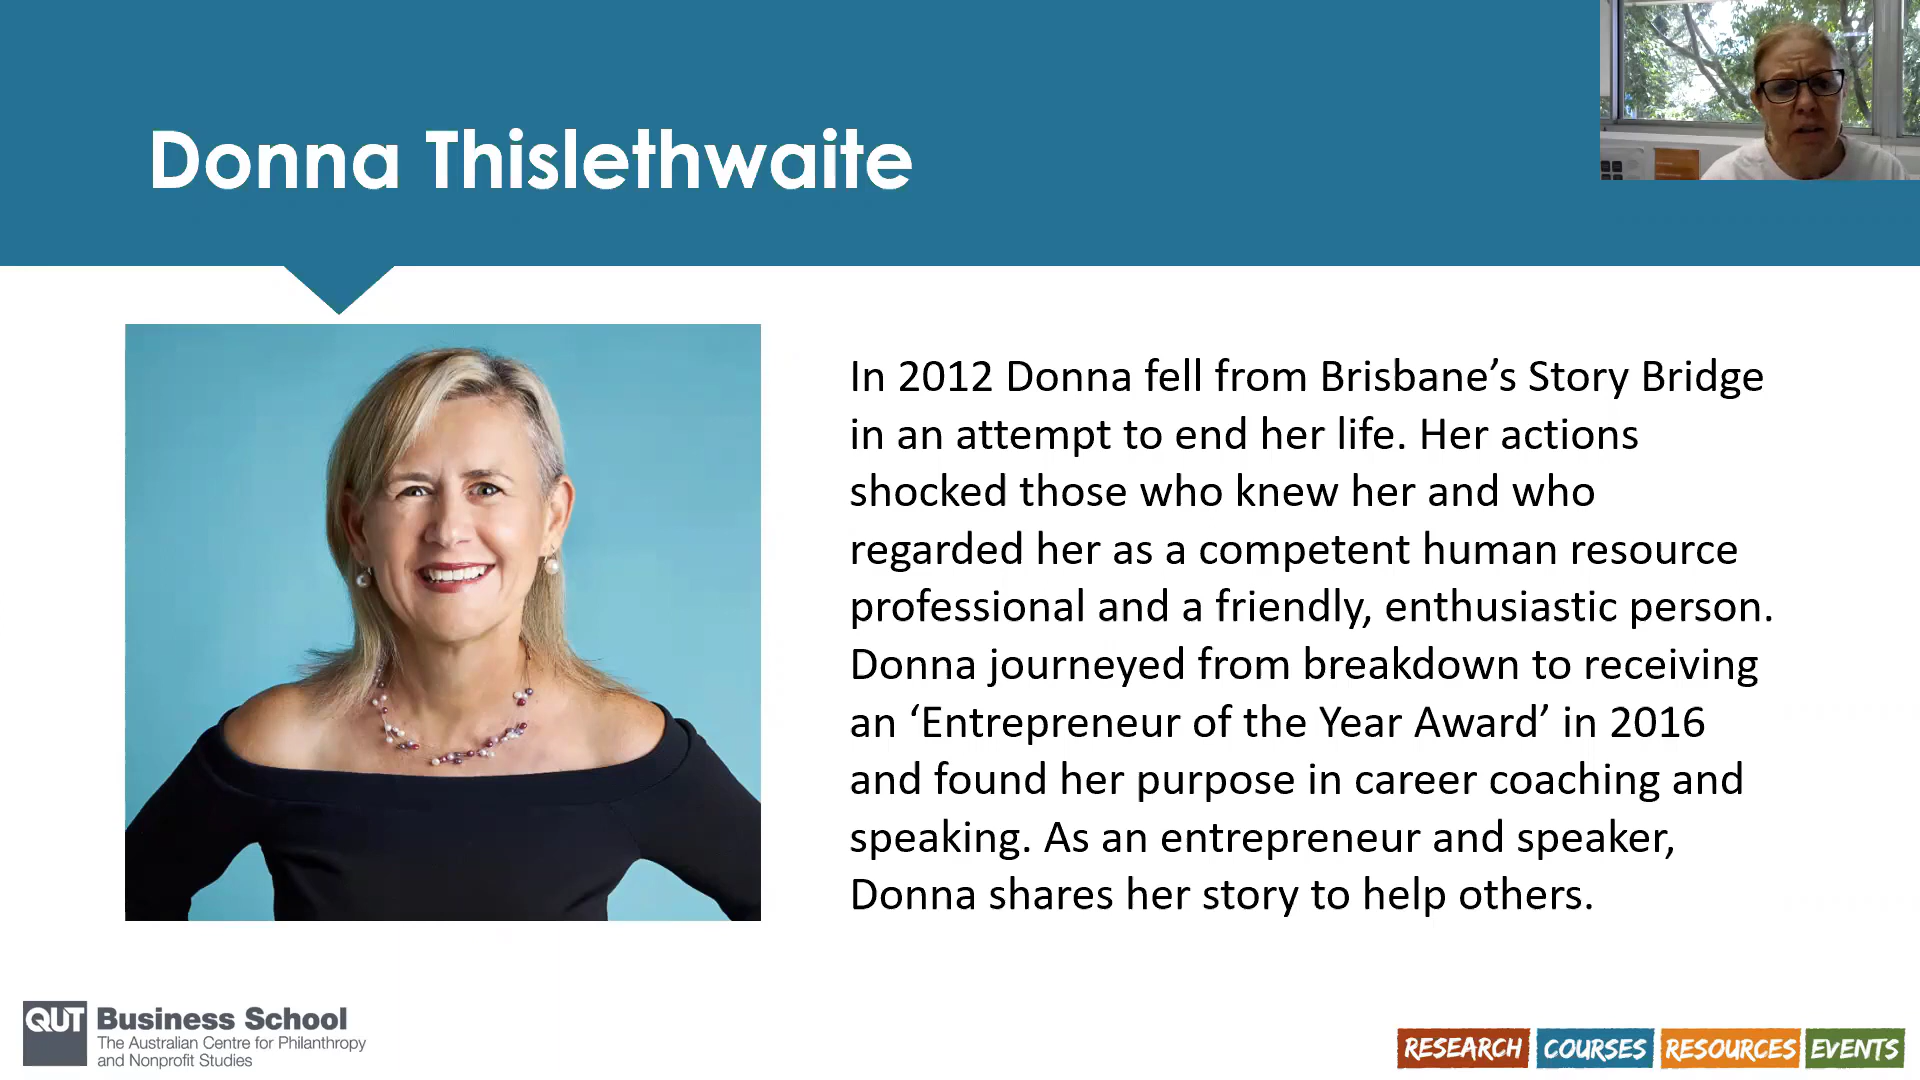 Donna Thislethwaite
In 2012 Donna fell from Brisbane’s Story Bridge
in an attempt to end her life. Her actions
shocked those who knew her and who
regarded her as a competent human resource
professional and a friendly, enthusiastic person.
Donna journeyed from breakdown to receiving
an ‘Entrepreneur of the Year Award’ in 2016
and found her purpose in career coaching and
speaking. As an entrepreneur and speaker,
Donna shares her story to help others.
QUT Business School
The Australian Centre for Philanthropy
and Nonprofit Studies
RESEARCH COURSES RESOURCES EVENTS